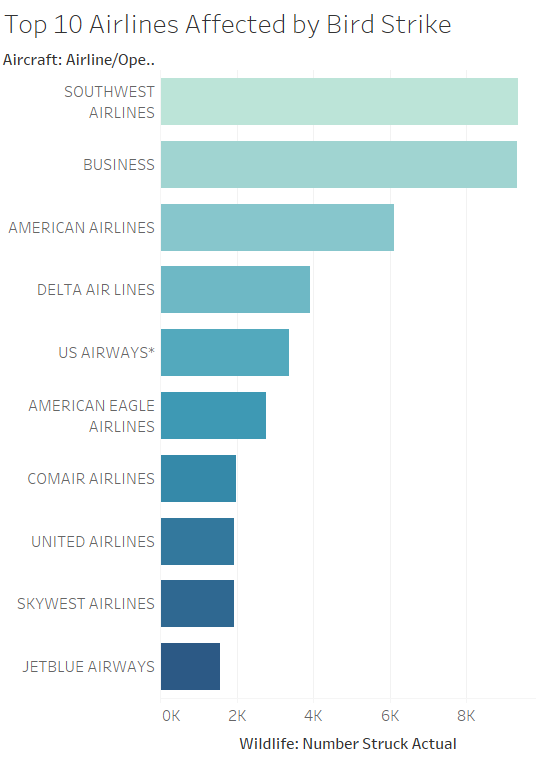 Top 10 Airlines Affected by Bird Strike
Aircraft: Airline/Ope..
SOUTHWEST
AIRLINES
BUSINESS
AMERICAN AIRLINES
DELTA AIR LINES
US AIRWAYS*
AMERICAN EAGLE
AIRLINES
COMAIR AIRLINES
UNITED AIRLINES
SKYWEST AIRLINES
JETBLUE AIRWAYS
0K 2K 4K 6K 8K
Wildlife: Number Struck Actual